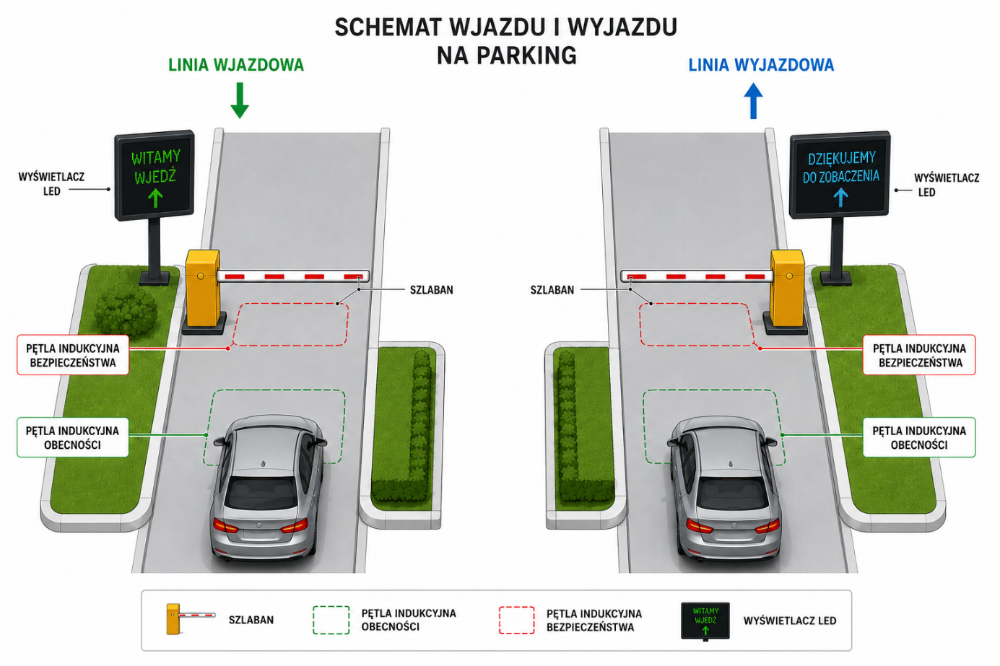 SCHEMAT WJAZDU I WYJAZDU
NA PARKING
LINIA WJAZDOWA
LINIA WYJAZDOWA
WITAMY
WJEDŹ
WYŚWIETLACZ
LED
DZIĘKUJEMY
DO ZOBACZENIA
WYŚWIETLACZ
LED
SZLABAN
SZLABAN
PĘTLA INDUKCYJNA
BEZPIECZEŃSTWA
PĘTLA INDUKCYJNA
BEZPIECZEŃSTWA
PĘTLA INDUKCYJNA
OBECNOŚCI
PĘTLA INDUKCYJNA
OBECNOŚCI
SZLABAN
PĘTLA INDUKCYJNA
OBECNOŚCI
PĘTLA INDUKCYJNA
BEZPIECZEŃSTWA
WITAMY
WJEDŹ
WYŚWIETLACZ LED